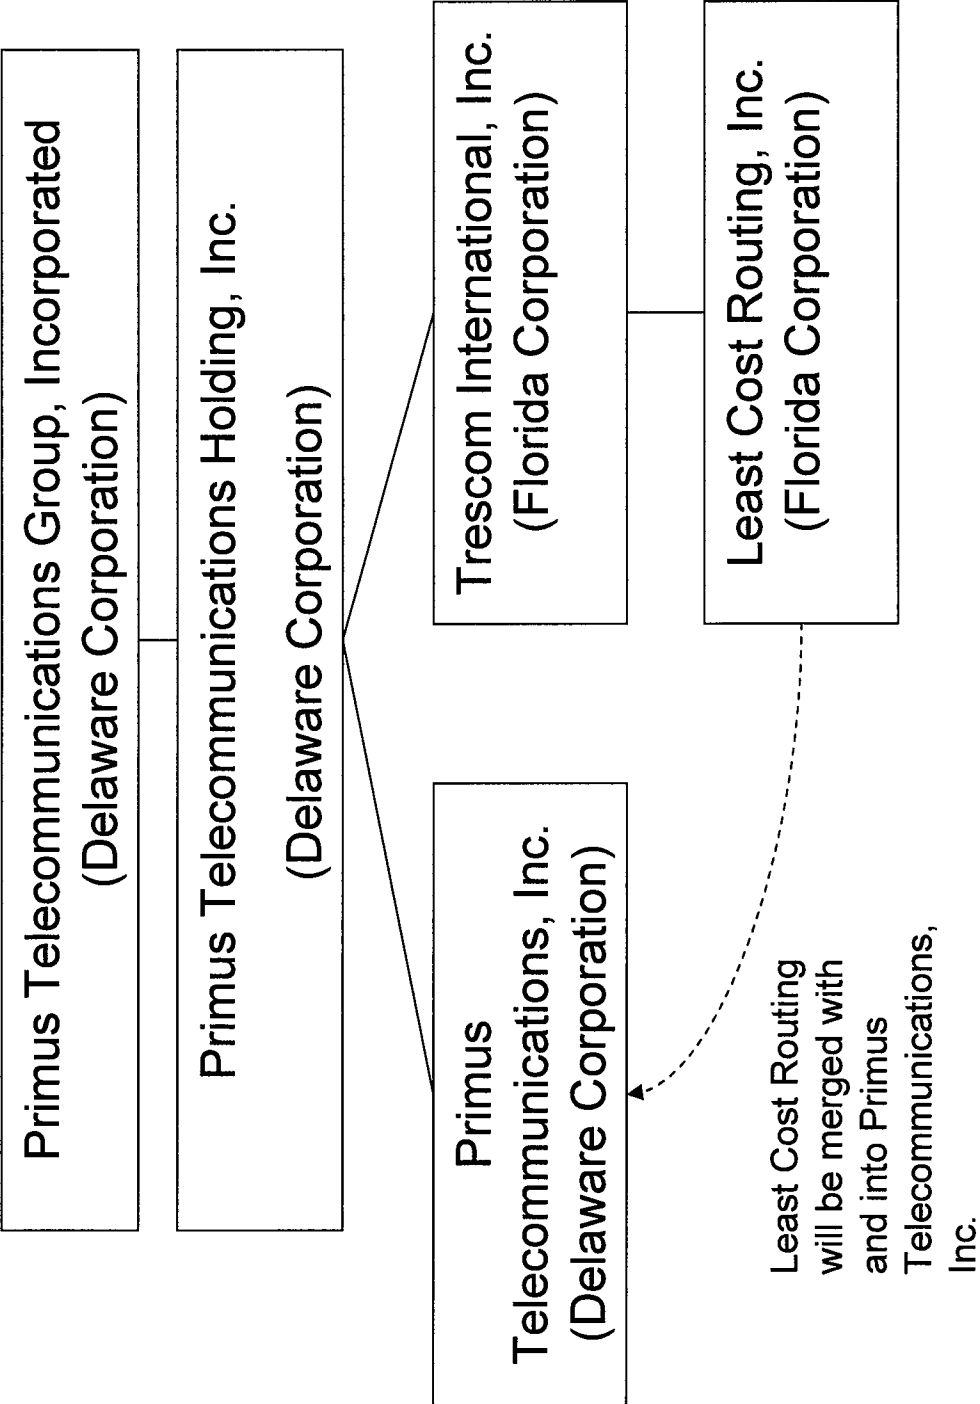 Primus Telecommunications Group, Incorporated
(Delaware Corporation)
Primus Telecommunications Holding, Inc.
(Delaware Corporation)
Primus
Telecommunications, Inc.
(Delaware Corporation)
Trescom International, Inc.
(Florida Corporation)
Least Cost Routing, Inc.
(Florida Corporation)
Least Cost Routing
will be merged with
and into Primus
Telecommunications,
Inc.